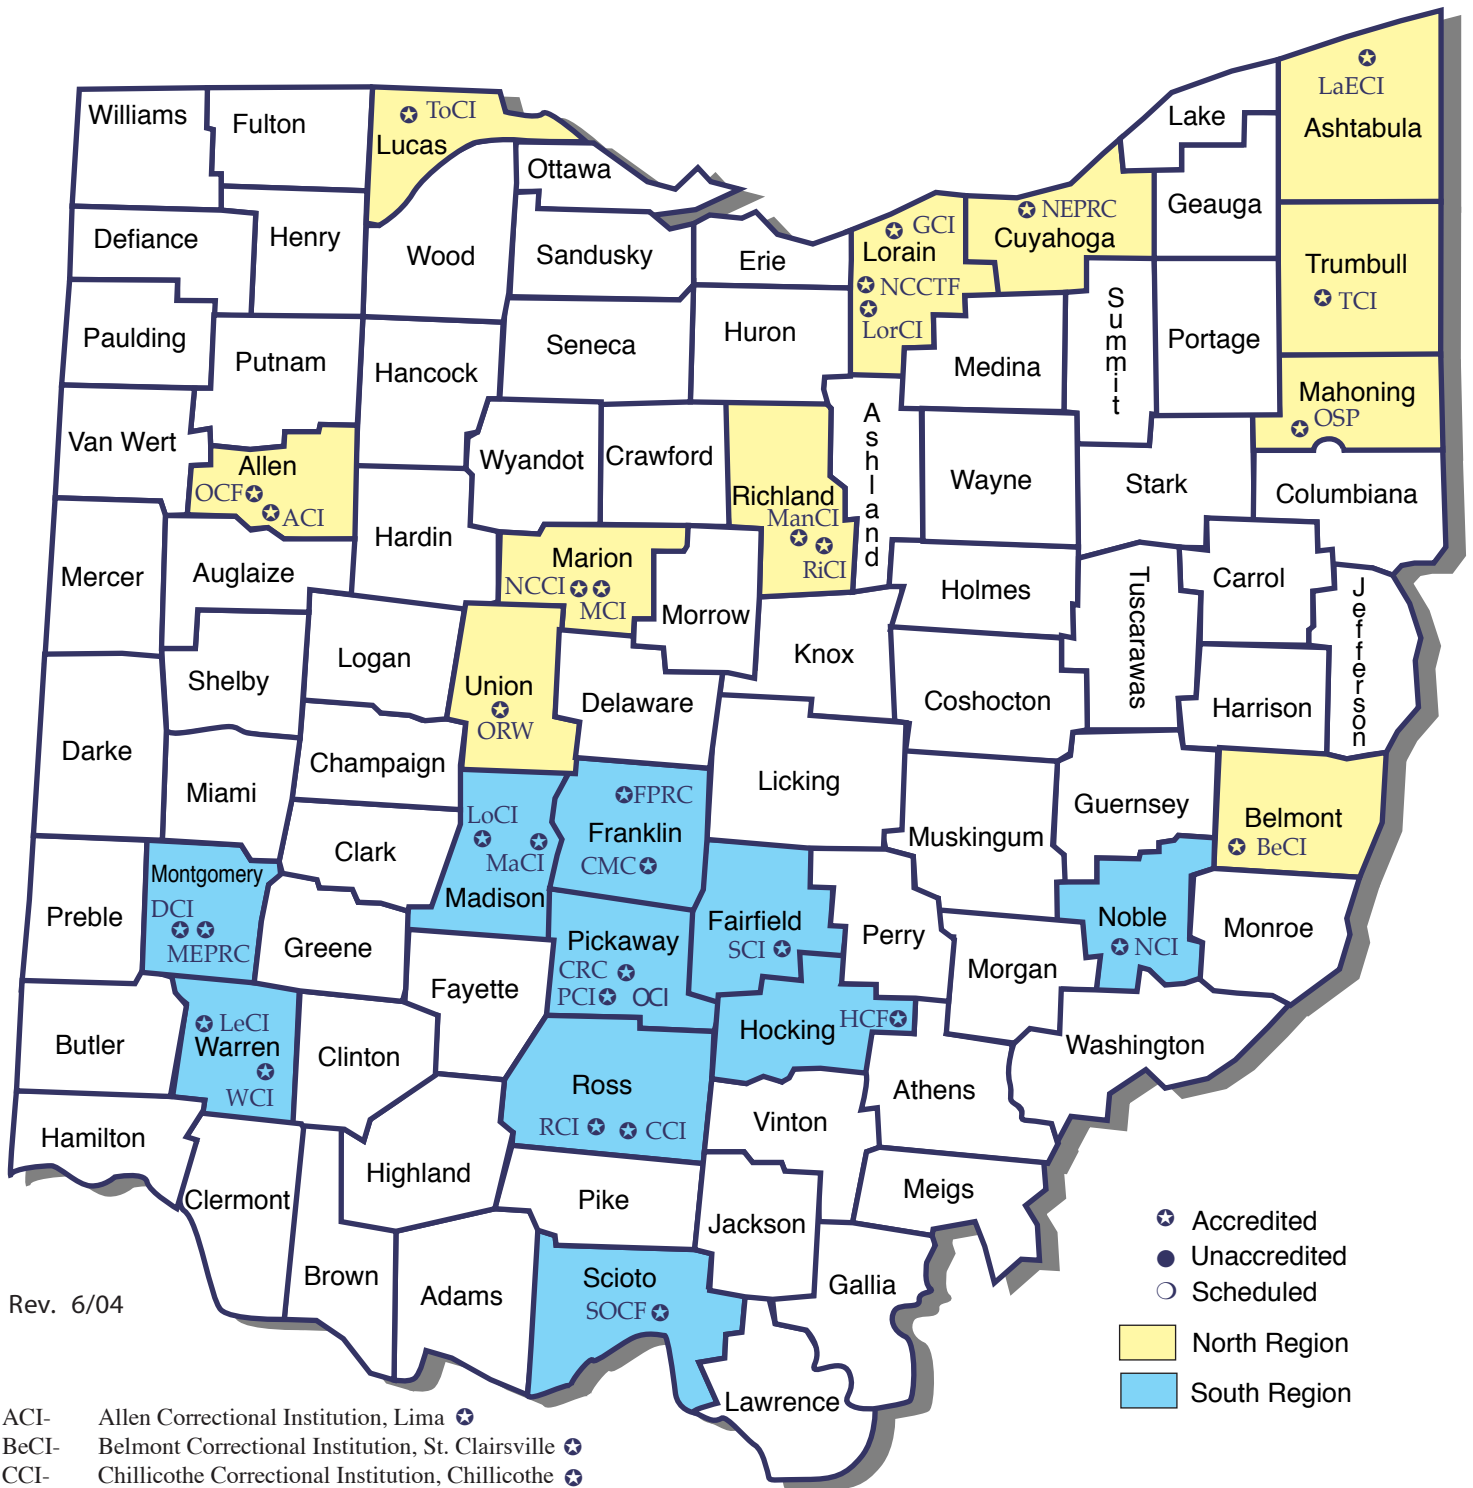 LaECI
Ashtabula
Williams
Fulton
ToCI
Lucas
Lake
Ottawa
Geauga
NEPRC
Cuyahoga
GCI
Lorain
NCCTF
LorCI
Defiance
Henry
Wood
Sandusky
Erie
Trumbull
TCI
Paulding
Putnam
Hancock
Seneca
Huron
Medina
Summit
Portage
Mahoning
OSP
Van Wert
Allen
OCF
ACI
Wyandot
Crawford
Richland
ManCI
RiCI
Ashland
Wayne
Stark
Columbiana
Mercer
Auglaize
Hardin
Marion
NCCI
MCI
Morrow
Holmes
Tuscarawas
Carroll
Jefferson
Shelby
Logan
Union
ORW
Delaware
Knox
Coshocton
Harrison
Darke
Miami
Champaign
Licking
Muskingum
Guernsey
Belmont
BeCI
Clark
LoCI
MaCI
Madison
FPRC
Franklin
CMC
Preble
Montgomery
DCI
MEPRC
Greene
Pickaway
CRC
PCI OCI
Fairfield
SCI
Perry
Morgan
Noble
NCI
Monroe
Fayette
Butler
LeCI
Warren
WCI
Clinton
Hocking
HCF
Washington
Ross
RCI CCI
Athens
Vinton
Hamilton
Clermont
Highland
Pike
Jackson
Meigs
Brown
Adams
Scioto
SOCF
Gallia
Lawrence
Accredited
Unaccredited
Scheduled
North Region
South Region
Rev. 6/04
ACI- Allen Correctional Institution, Lima
BeCI- Belmont Correctional Institution, St. Clairsville
CCI- Chillicothe Correctional Institution, Chillicothe